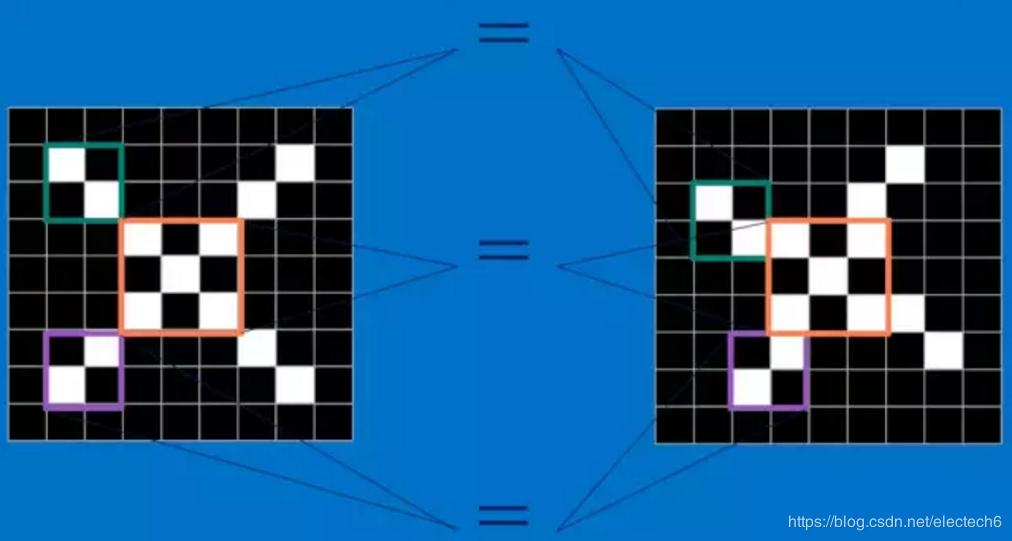 =
=
=
https://blog.csdn.net/electech6